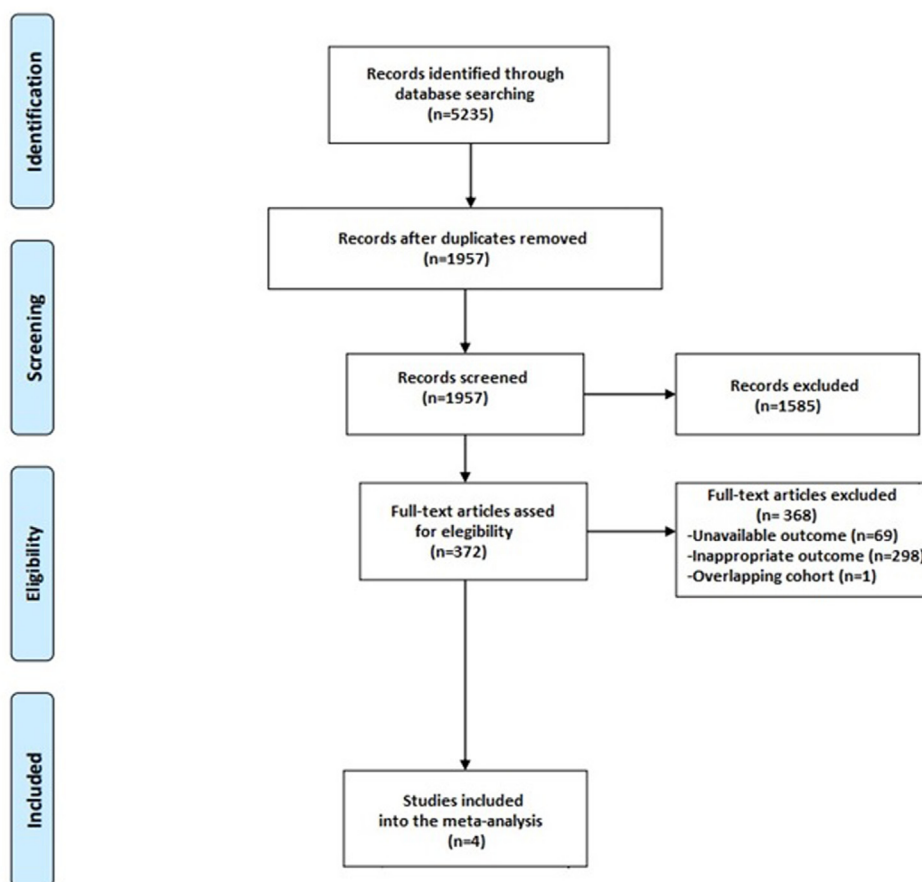 Identification
Records identified through
database searching
(n=5235)
Records after duplicates removed
(n=1957)
Screening
Records screened
(n=1957)
Records excluded
(n=1585)
Eligibility
Full-text articles assed
for elegibility
(n=372)
Full-text articles excluded
(n= 368)
-Unavailable outcome (n=69)
-Inappropriate outcome (n=298)
-Overlapping cohort (n=1)
Included
Studies included
into the meta-analysis
(n=4)